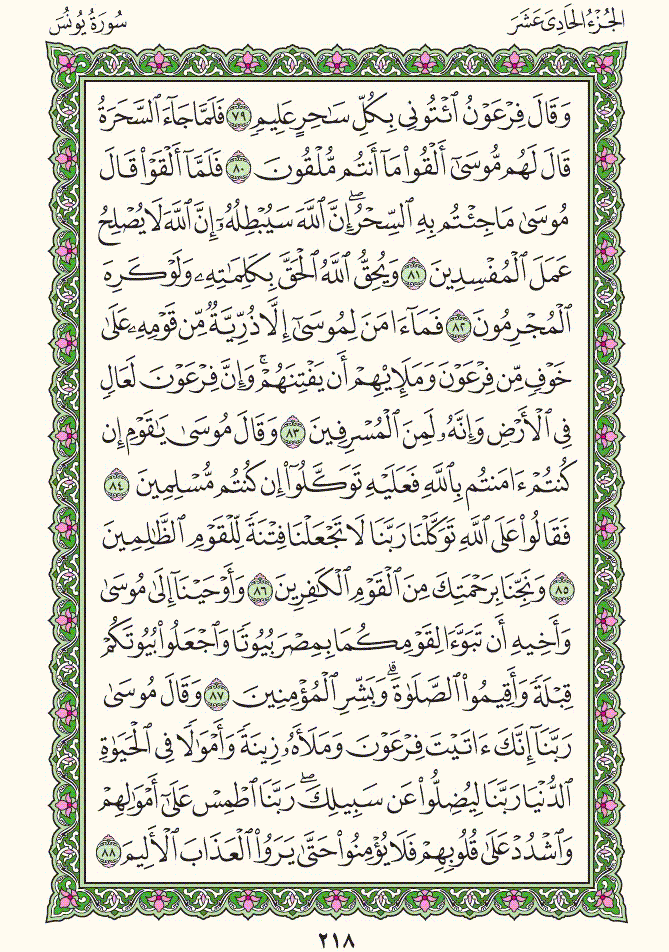 الجُزْءُ الحَادِىَ عَشَرَ
سُورَةُ يُونُسَ
وَقَالَ فِرْعَوْنُ ٱئْتُونِى بِكُلِّ سَٰحِرٍ عَلِيمٍ ٧٩ فَلَمَّا جَآءَ ٱلسَّحَرَةُ
قَالَ لَهُم مُّوسَىٰٓ أَلْقُوا۟ مَآ أَنتُم مُّلْقُونَ ٨٠ فَلَمَّآ أَلْقَوْا۟ قَالَ
مُوسَىٰ مَا جِئْتُم بِهِ ٱلسِّحْرُ ۖ إِنَّ ٱللَّهَ سَيُبْطِلُهُۥٓ إِنَّ ٱللَّهَ لَا يُصْلِحُ
عَمَلَ ٱلْمُفْسِدِينَ ٨١ وَيُحِقُّ ٱللَّهُ ٱلْحَقَّ بِكَلِمَٰتِهِۦ وَلَوْ كَرِهَ
ٱلْمُجْرِمُونَ ٨٢ فَمَآ ءَامَنَ لِمُوسَىٰٓ إِلَّا ذُرِّيَّةٌ مِّن قَوْمِهِۦ عَلَىٰ
خَوْفٍ مِّن فِرْعَوْنَ وَمَلَإِي۟هِمْ أَن يَفْتِنَهُمْ ۚ وَإِنَّ فِرْعَوْنَ لَعَالٍ
فِى ٱلْأَرْضِ وَإِنَّهُۥ لَمِنَ ٱلْمُسْرِفِينَ ٨٣ وَقَالَ مُوسَىٰ يَٰقَوْمِ إِن
كُنتُمْ ءَامَنتُم بِٱللَّهِ فَعَلَيْهِ تَوَكَّلُوٓا۟ إِن كُنتُم مُّسْلِمِينَ ٨٤
فَقَالُوا۟ عَلَى ٱللَّهِ تَوَكَّلْنَا رَبَّنَا لَا تَجْعَلْنَا فِتْنَةً لِّلْقَوْمِ ٱلظَّٰلِمِينَ
٨٥ وَنَجِّنَا بِرَحْمَتِكَ مِنَ ٱلْقَوْمِ ٱلْكَٰفِرِينَ ٨٦ وَأَوْحَيْنَآ إِلَىٰ مُوسَىٰ
وَأَخِيهِ أَن تَبَوَّءَا لِقَوْمِكُمَا بِمِصْرَ بُيُوتًا وَٱجْعَلُوا۟ بُيُوتَكُمْ
قِبْلَةً وَأَقِيمُوا۟ ٱلصَّلَوٰةَ ۗ وَبَشِّرِ ٱلْمُؤْمِنِينَ ٨٧ وَقَالَ مُوسَىٰ
رَبَّنَآ إِنَّكَ ءَاتَيْتَ فِرْعَوْنَ وَمَلَأَهُۥ زِينَةً وَأَمْوَٰلًا فِى ٱلْحَيَوٰةِ
ٱلدُّنْيَا رَبَّنَا لِيُضِلُّوا۟ عَن سَبِيلِكَ ۖ رَبَّنَا ٱطْمِسْ عَلَىٰٓ أَمْوَٰلِهِمْ
وَٱشْدُدْ عَلَىٰ قُلُوبِهِمْ فَلَا يُؤْمِنُوا۟ حَتَّىٰ يَرَوُا۟ ٱلْعَذَابَ ٱلْأَلِيمَ ٨٨
٢١٨